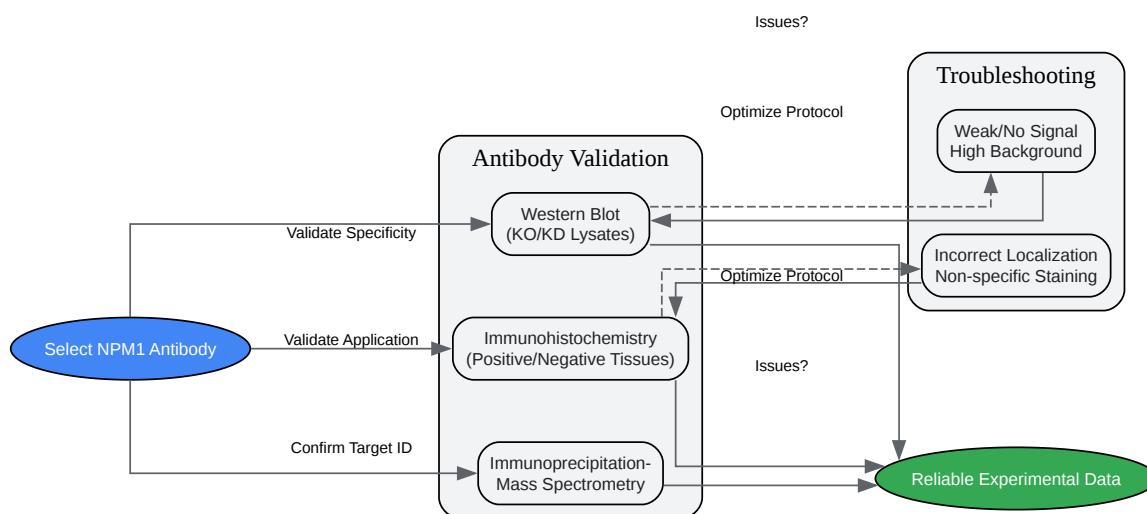 Issues?
Troubleshooting
Optimize Protocol
Weak/No Signal
High Background
Antibody Validation
Western Blot
(KO/KD Lysates)
Validate Specificity
Incorrect Localization
Non-specific Staining
Optimize Protocol
Select NPM1 Antibody
Validate Application
Immunohistochemistry
(Positive/Negative Tissues)
Issues?
Confirm Target ID
Immunoprecipitation-
Mass Spectrometry
Reliable Experimental Data